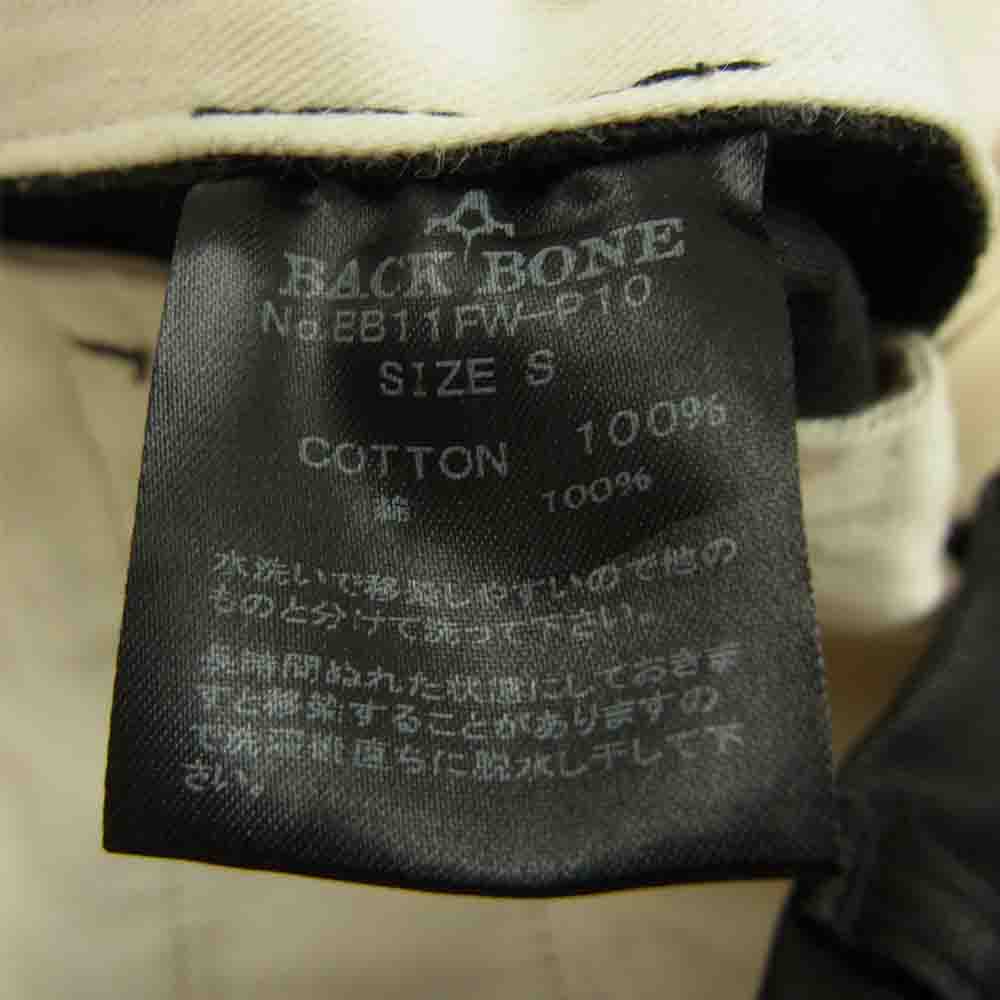 BACK BONE
No.BB11FW-P10
SIZE S
COTTON 100%
綿 100%
水洗いで移染しやすいので他の
ものと分けて洗って下さい。
長時間ぬれた状態にしておきま
すと移染することがありますの
で洗濯後直ちに脱水し干して下
さい。